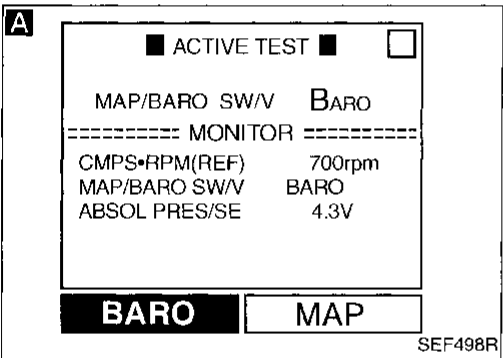 A
■ ACTIVE TEST ■ □
MAP/BARO SW/V BARO
========= MONITOR =========
CMPS•RPM(REF) 700rpm
MAP/BARO SW/V BARO
ABSOL PRES/SE 4.3V
BARO MAP
SEF498R